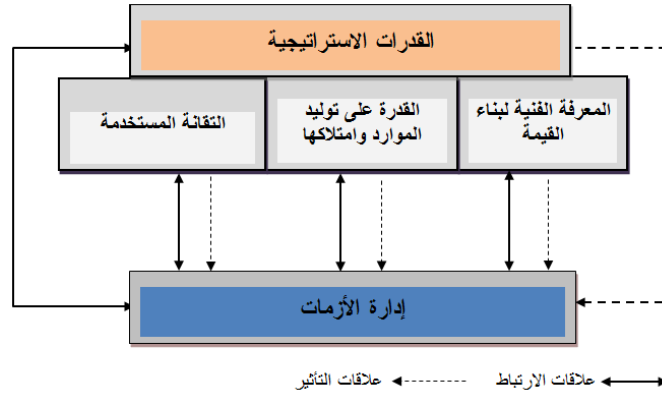 القدرات الاستراتيجية
المعرفة الفنية لبناء
القيمة
القدرة على توليد
الموارد وامتلاكها
التقانة المستخدمة
إدارة الأزمات
علاقات الارتباط
علاقات التأثير